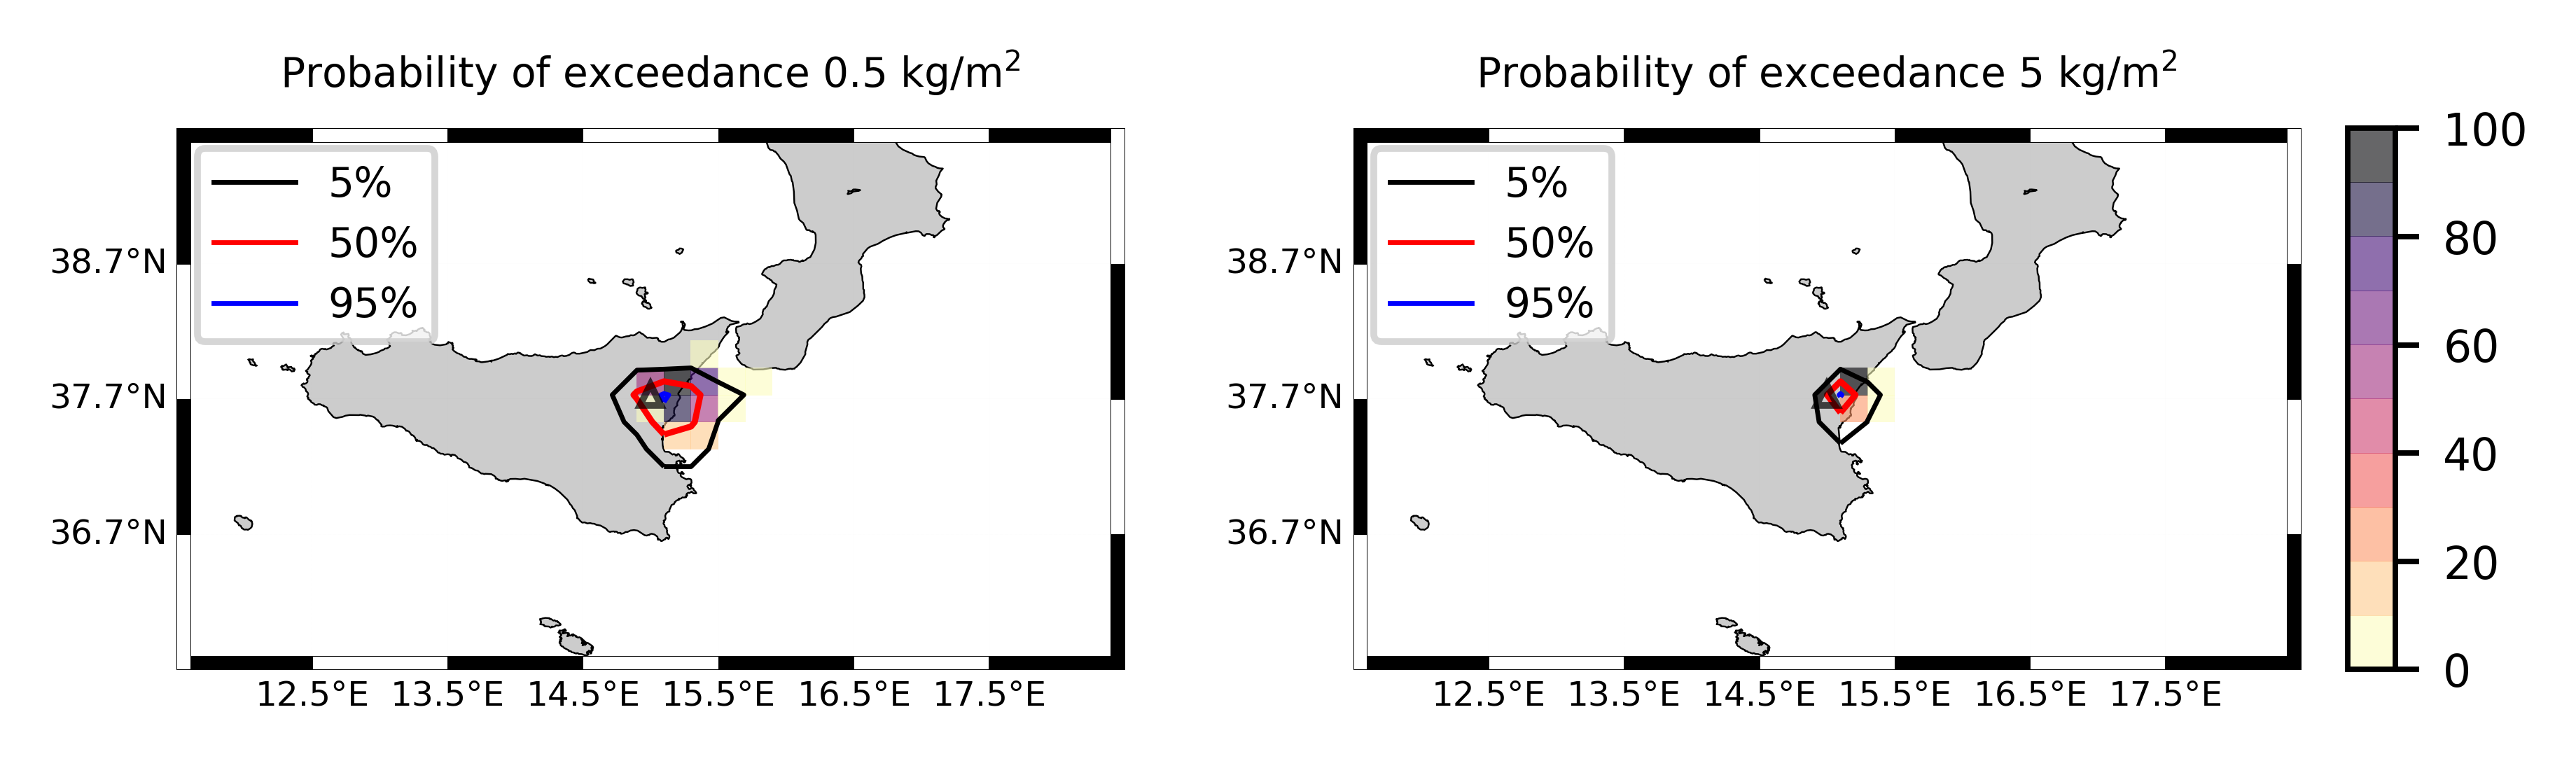 Probability of exceedance 0.5 kg/m²
5%
50%
95%
38.7°N
37.7°N
36.7°N
12.5°E 13.5°E 14.5°E 15.5°E 16.5°E 17.5°E
Probability of exceedance 5 kg/m²
5%
50%
95%
38.7°N
37.7°N
36.7°N
12.5°E 13.5°E 14.5°E 15.5°E 16.5°E 17.5°E
100
80
60
40
20
0